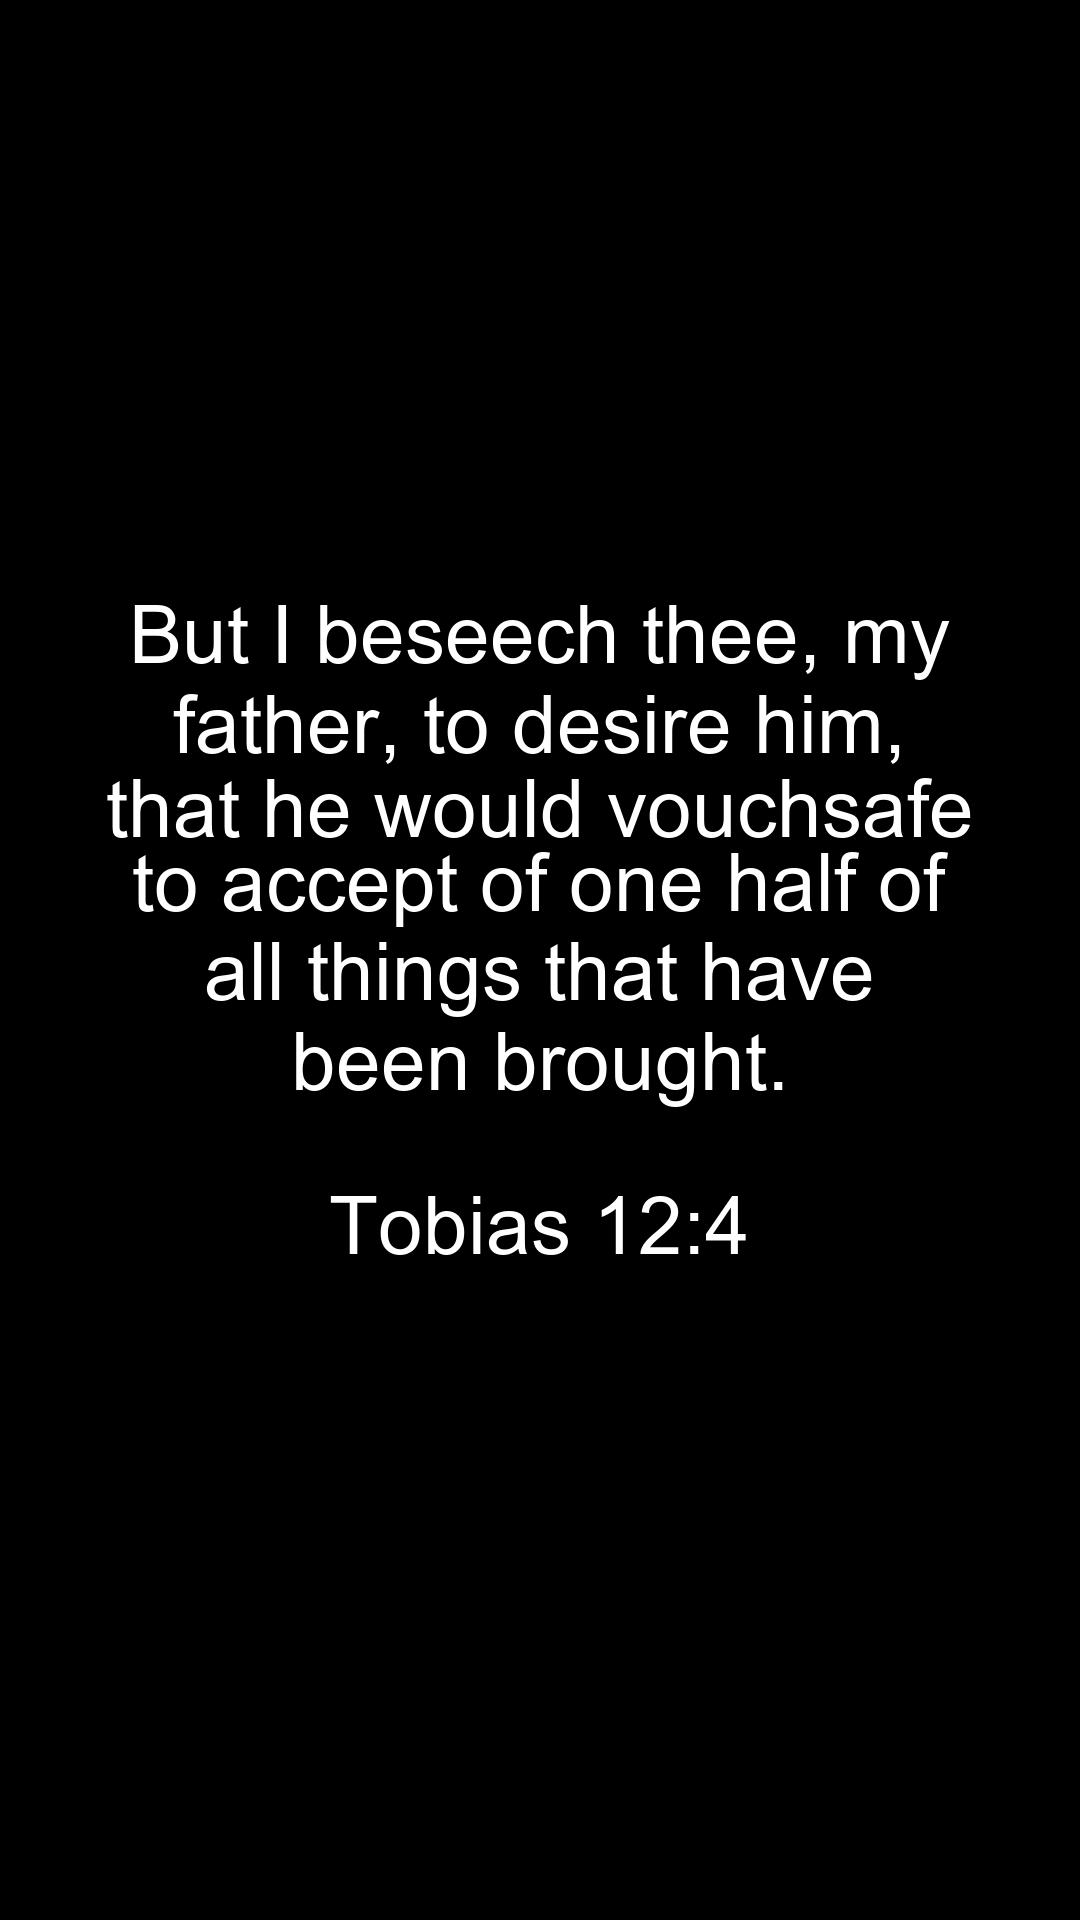 But I beseech thee, my
father, to desire him,
that he would vouchsafe
to accept of one half of
all things that have
been brought.
Tobias 12:4